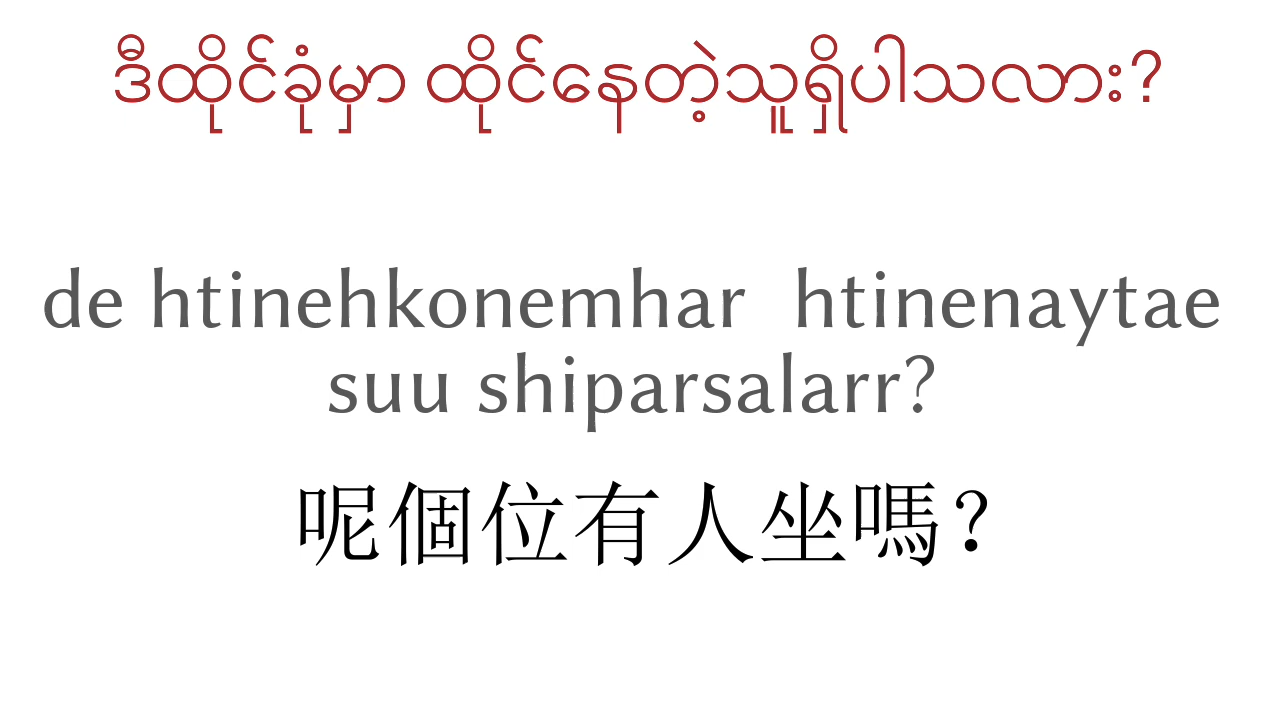 ဒီထိုင်ခုံမှာ ထိုင်နေတဲ့သူရှိပါသလား?
de htinehkonemhar  htinenaytae
suu shiparsalarr?
呢個位有人坐嗎？